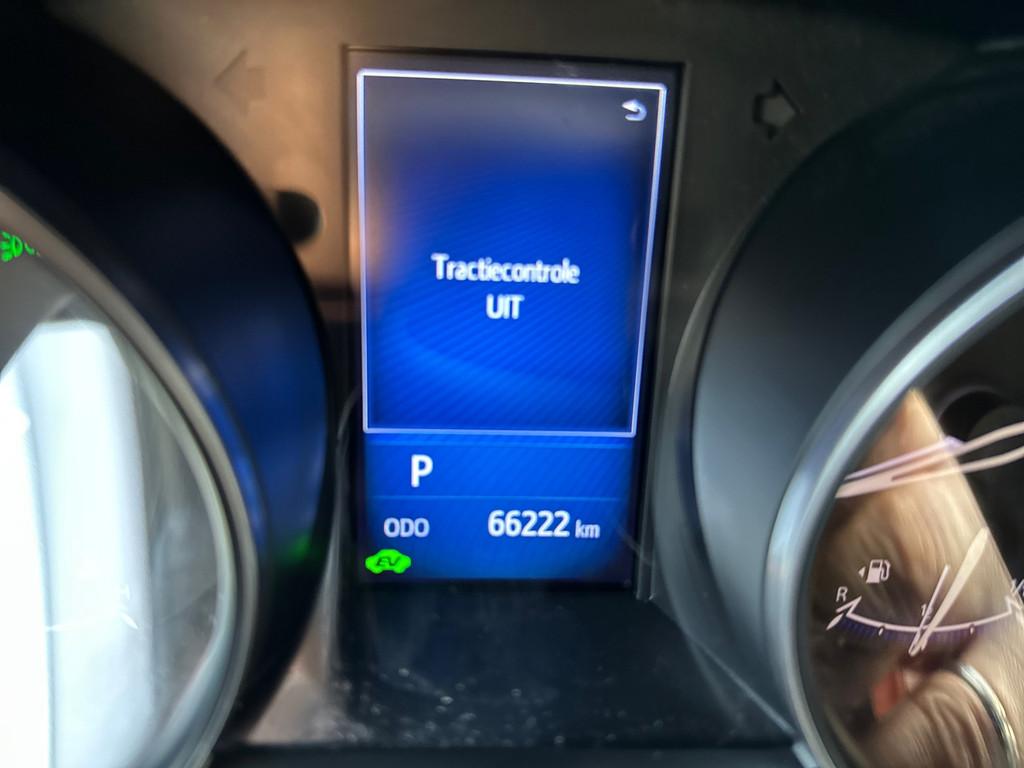 Tractiecontrole
UIT
P
ODO 66222 km
EV
R